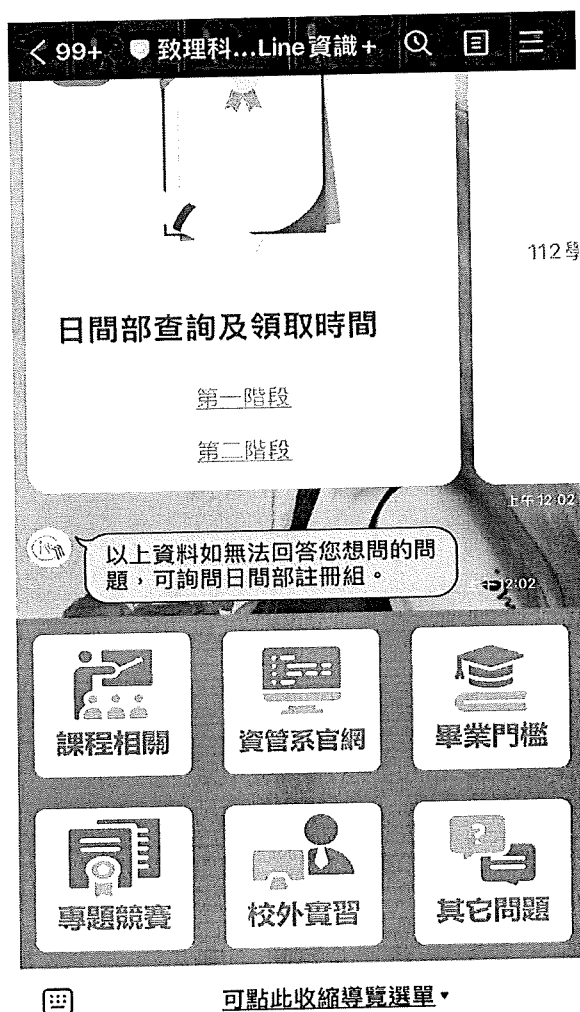 99+
致理科...Line資識+
112學
日間部查詢及領取時間
第一階段
第二階段
上午12:02
以上資料如無法回答您想問的問
題，可詢問日間部註冊組。
2:02
課程相關
資管系官網
畢業門檻
專題競賽
校外實習
其它問題
可點此收縮導覽選單▾